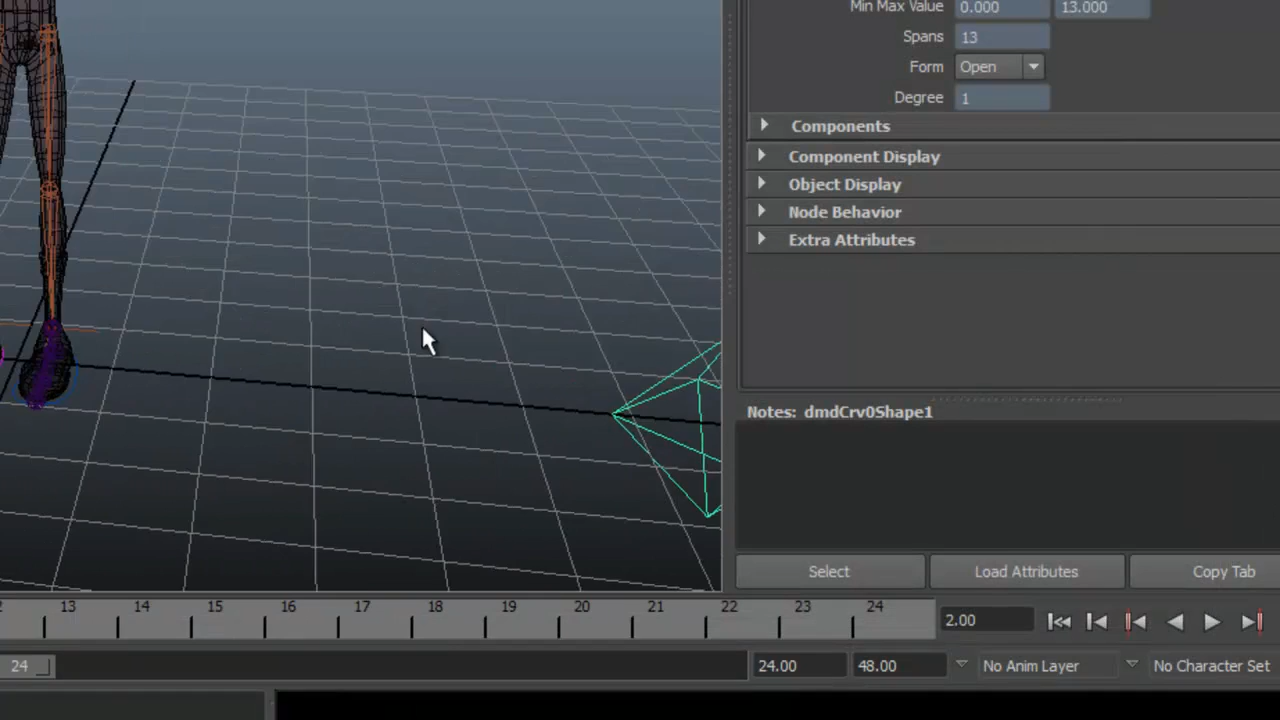 Min Max Value 0.000 13.000
Spans 13
Form Open
Degree 1
Components
Component Display
Object Display
Node Behavior
Extra Attributes
Notes: dmdCrv0Shape1
Select Load Attributes Copy Tab
13 14 15 16 17 18 19 20 21 22 23 24 2.00
24 24.00 48.00 No Anim Layer No Character Set